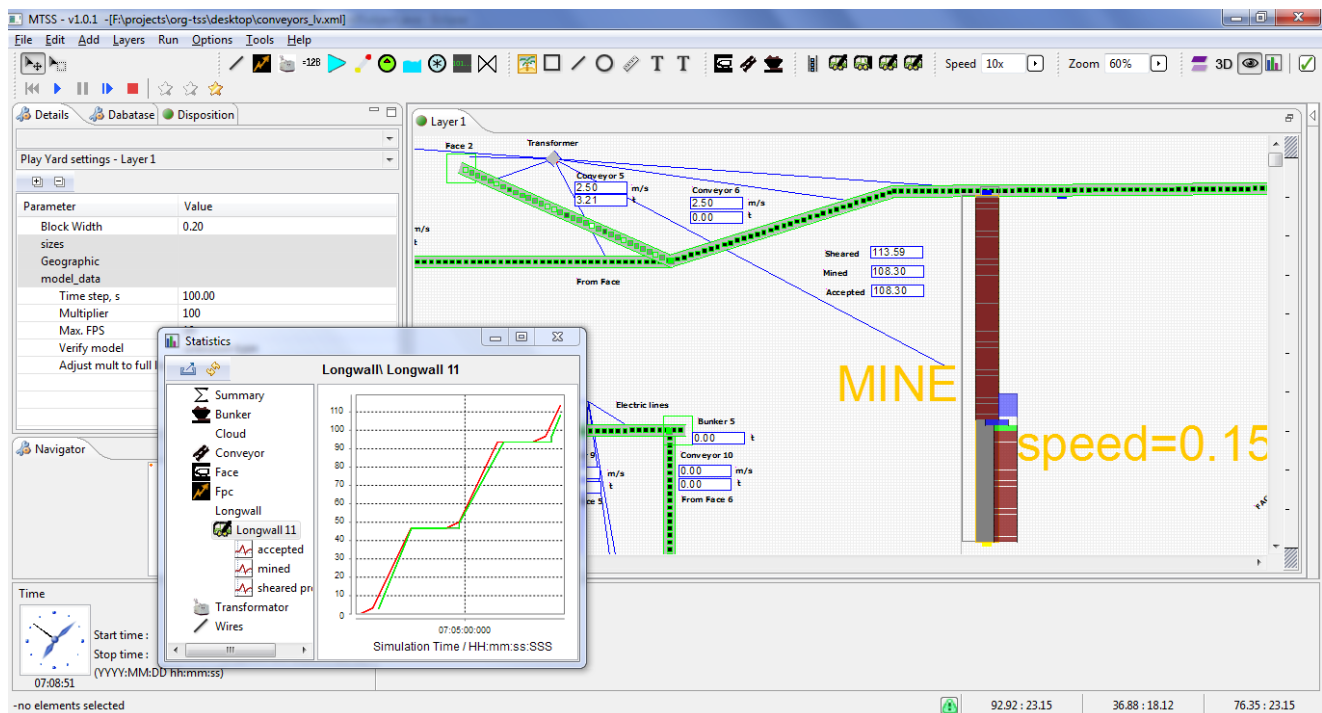 MTSS - v1.0.1 -[F:\projects\org-tss\desktop\conveyors_lv.xml]
File Edit Add Layers Run Options Tools Help
=12B 101... T T Speed 10x Zoom 60% 3D
Details Dabatase Disposition
Play Yard settings - Layer 1
Parameter Value
Block Width 0.20
sizes
Geographic
model_data
Time step, s 100.00
Multiplier 100
Max. FPS
Verify model
Adjust mult to full
Navigator
Layer 1
Face 2 Transformer
Conveyor 5
2.50 m/s
3.21 t
Conveyor 6
2.50 m/s
0.00 t
m/s
t
From Face
Sheared 113.59
Mined 108.30
Accepted 108.30
MINE
speed=0.15
Electric lines
Bunker 5
0.00 t
Conveyor 10
0.00 m/s
0.00 t
From Face 6
9
m/s
t
ce 5
Statistics
Longwall\ Longwall 11
Summary
Bunker
Cloud
Conveyor
Face
Fpc
Longwall
Longwall 11
accepted
mined
sheared pr
Transformator
Wires
110
100
90
80
70
60
50
40
30
20
10
0
07:05:00:000
Simulation Time / HH:mm:ss:SSS
Time
Start time :
Stop time :
(YYYY:MM:DD hh:mm:ss)
07:08:51
-no elements selected 92.92 : 23.15 36.88 : 18.12 76.35 : 23.15